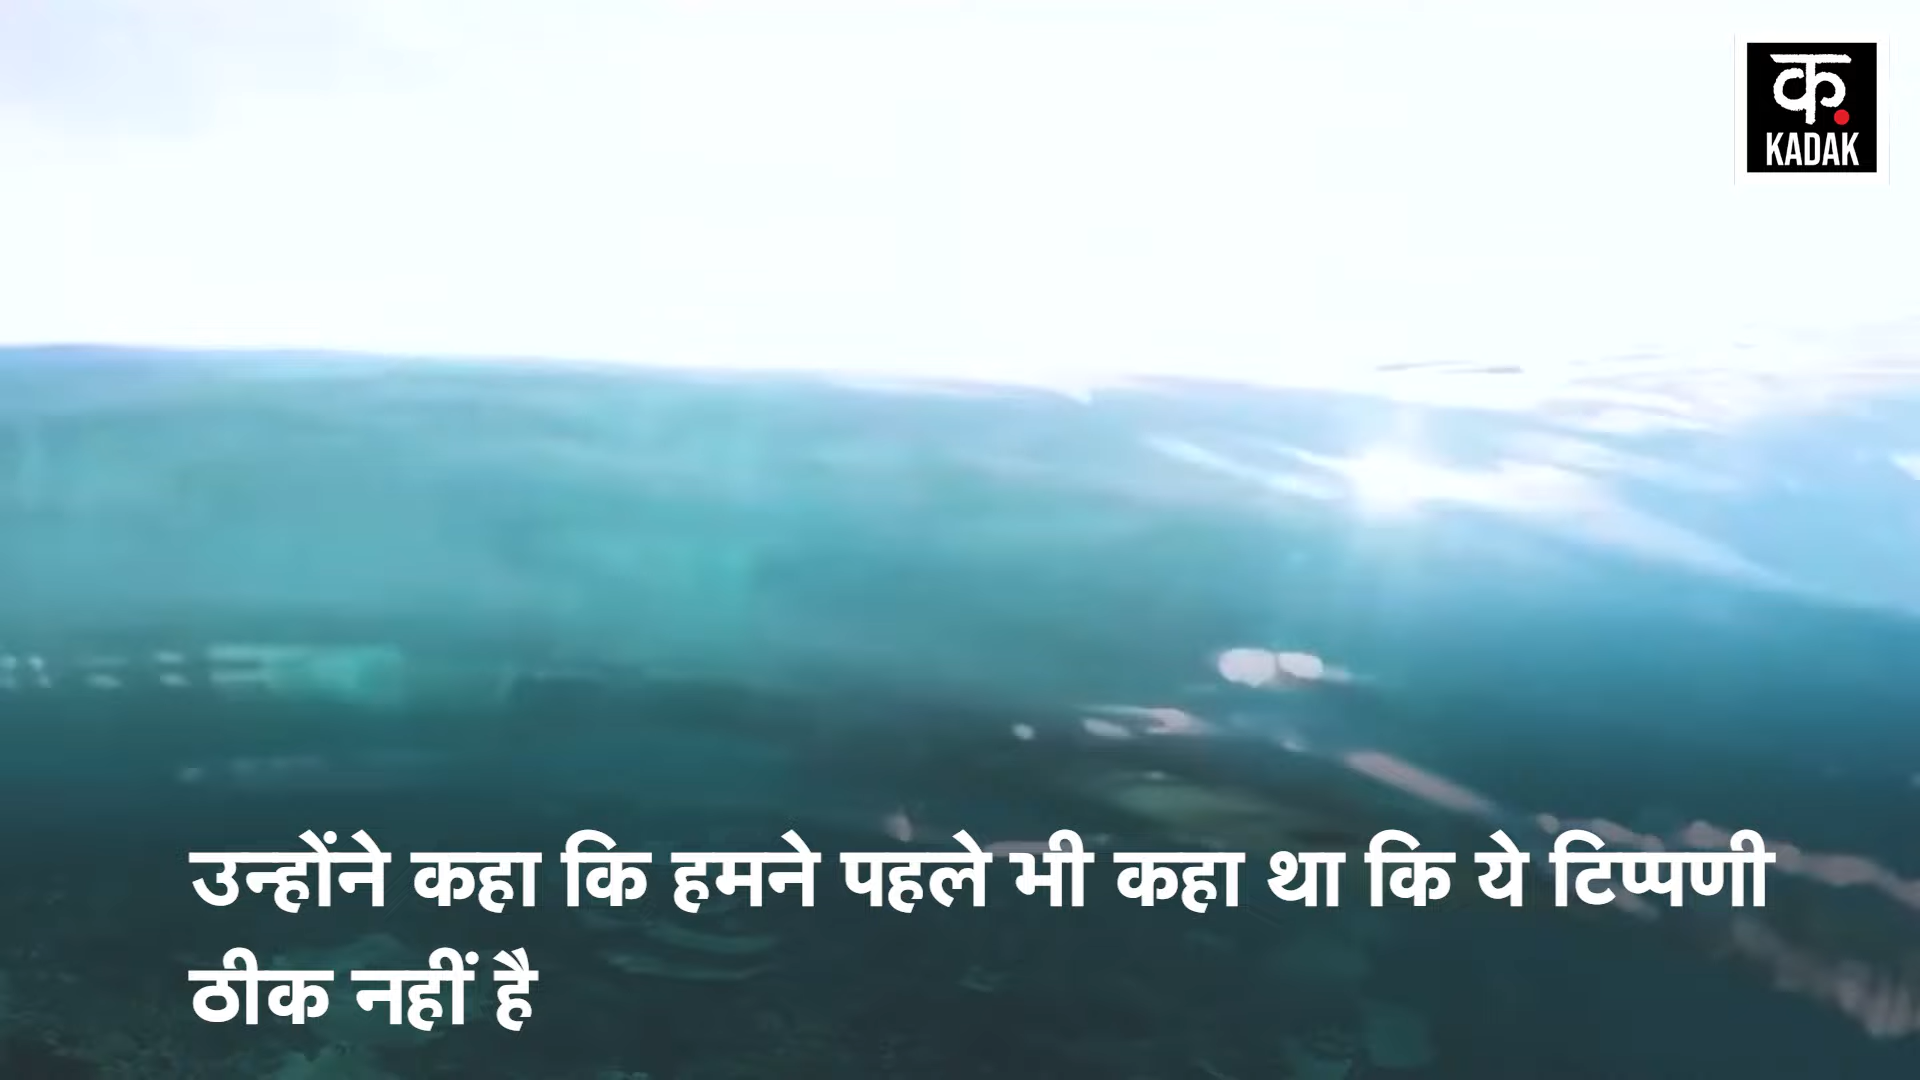 क.
KADAK
उन्होंने कहा कि हमने पहले भी कहा था कि ये टिप्पणी
ठीक नहीं है